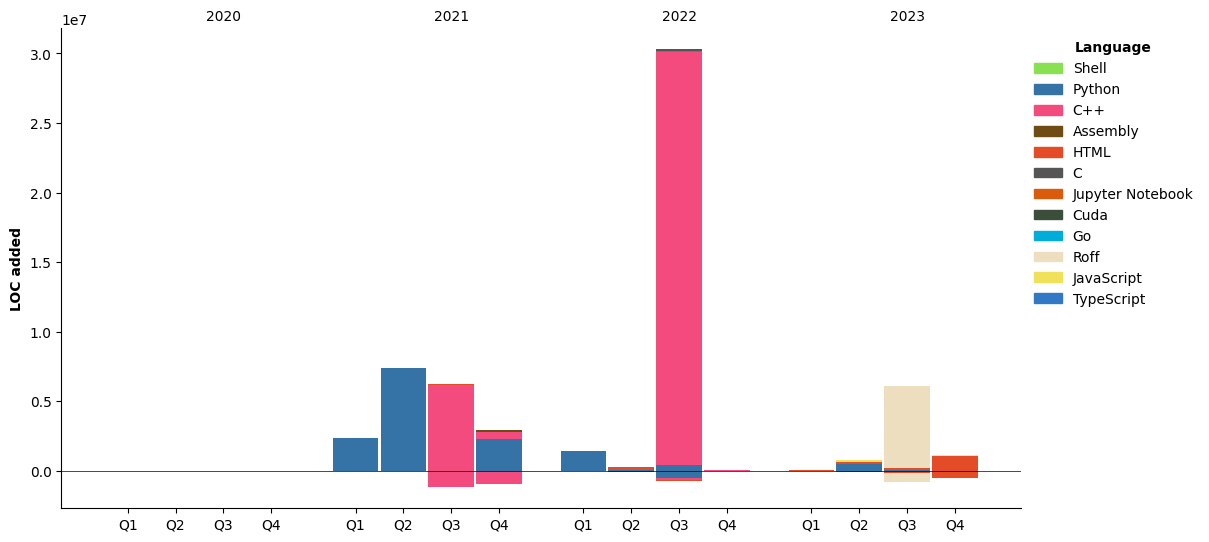 2020 2021 2022 2023
1e7
3.0
2.5
2.0
1.5
1.0
0.5
0.0
LOC added
Q1 Q2 Q3 Q4 Q1 Q2 Q3 Q4 Q1 Q2 Q3 Q4 Q1 Q2 Q3 Q4
Language
Shell
Python
C++
Assembly
HTML
C
Jupyter Notebook
Cuda
Go
Roff
JavaScript
TypeScript